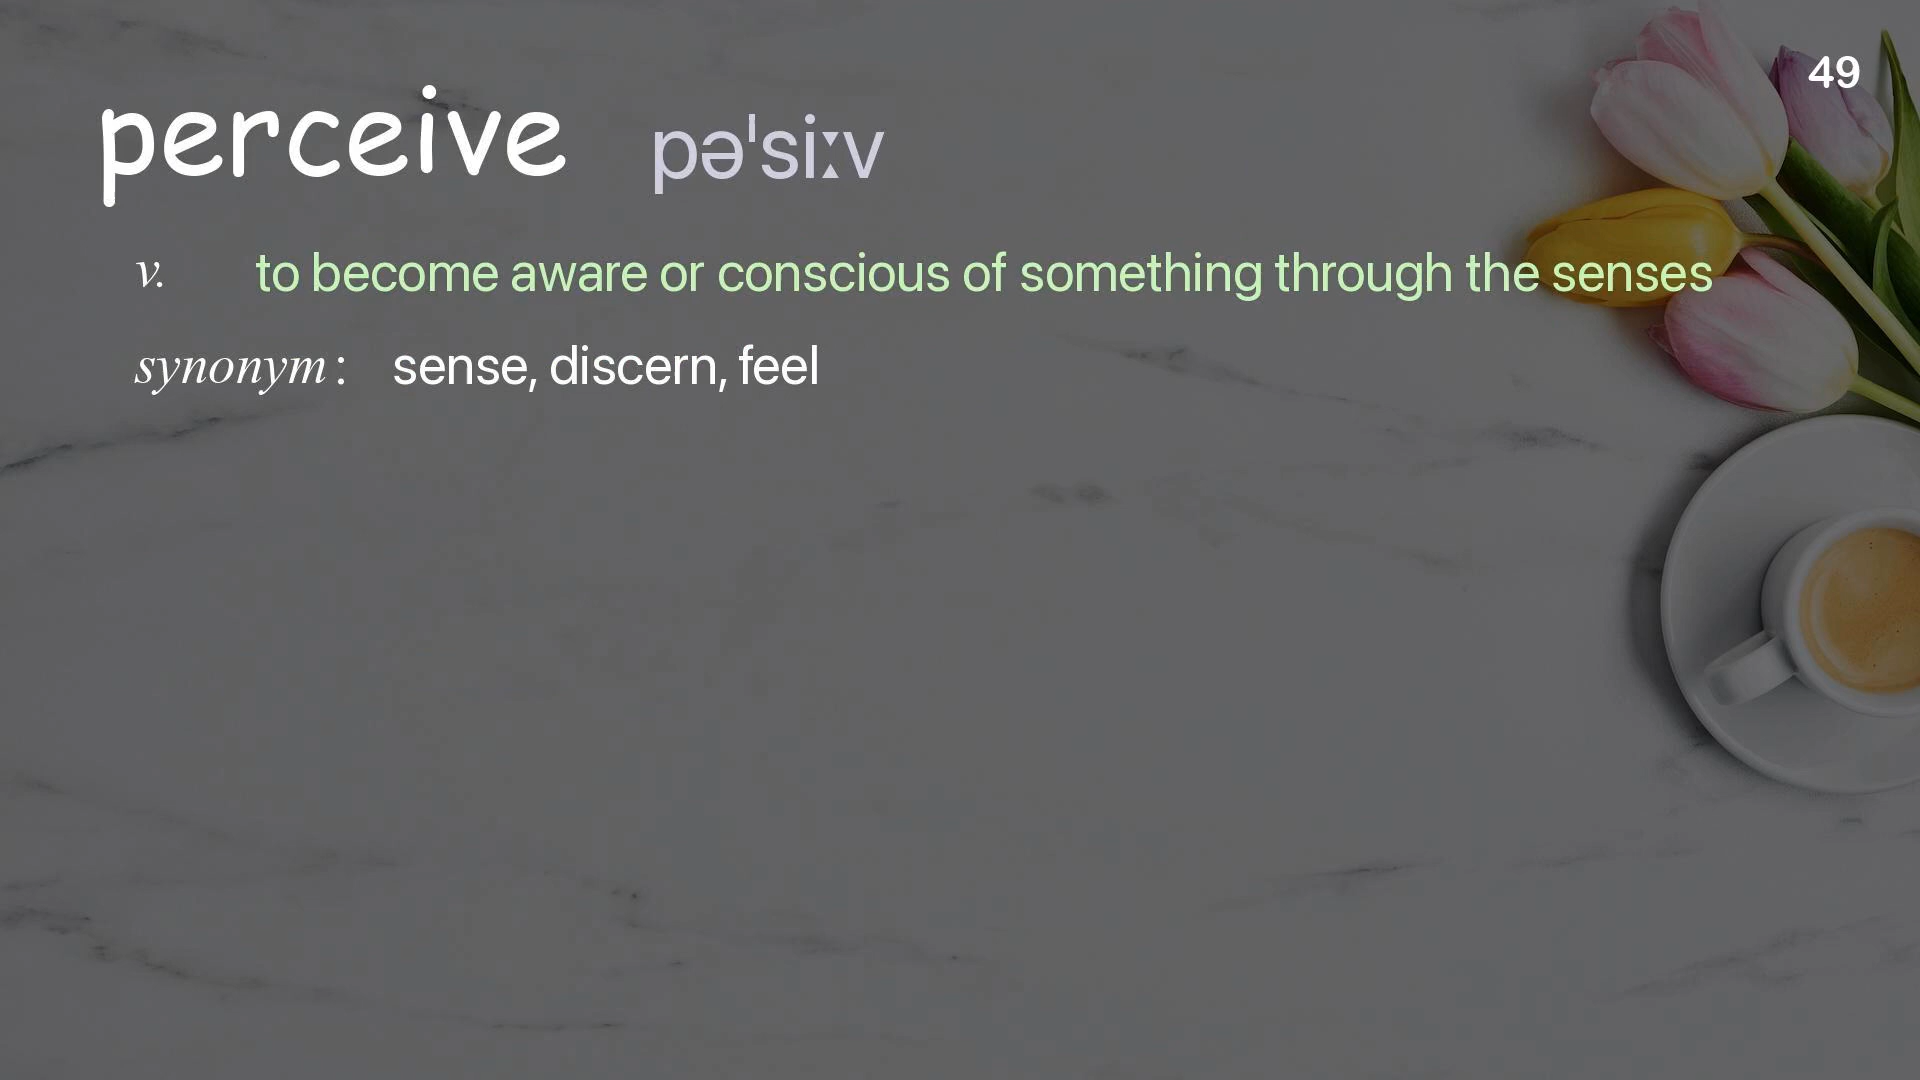 49
perceive pəˈsiːv
v. to become aware or conscious of something through the senses
synonym: sense, discern, feel